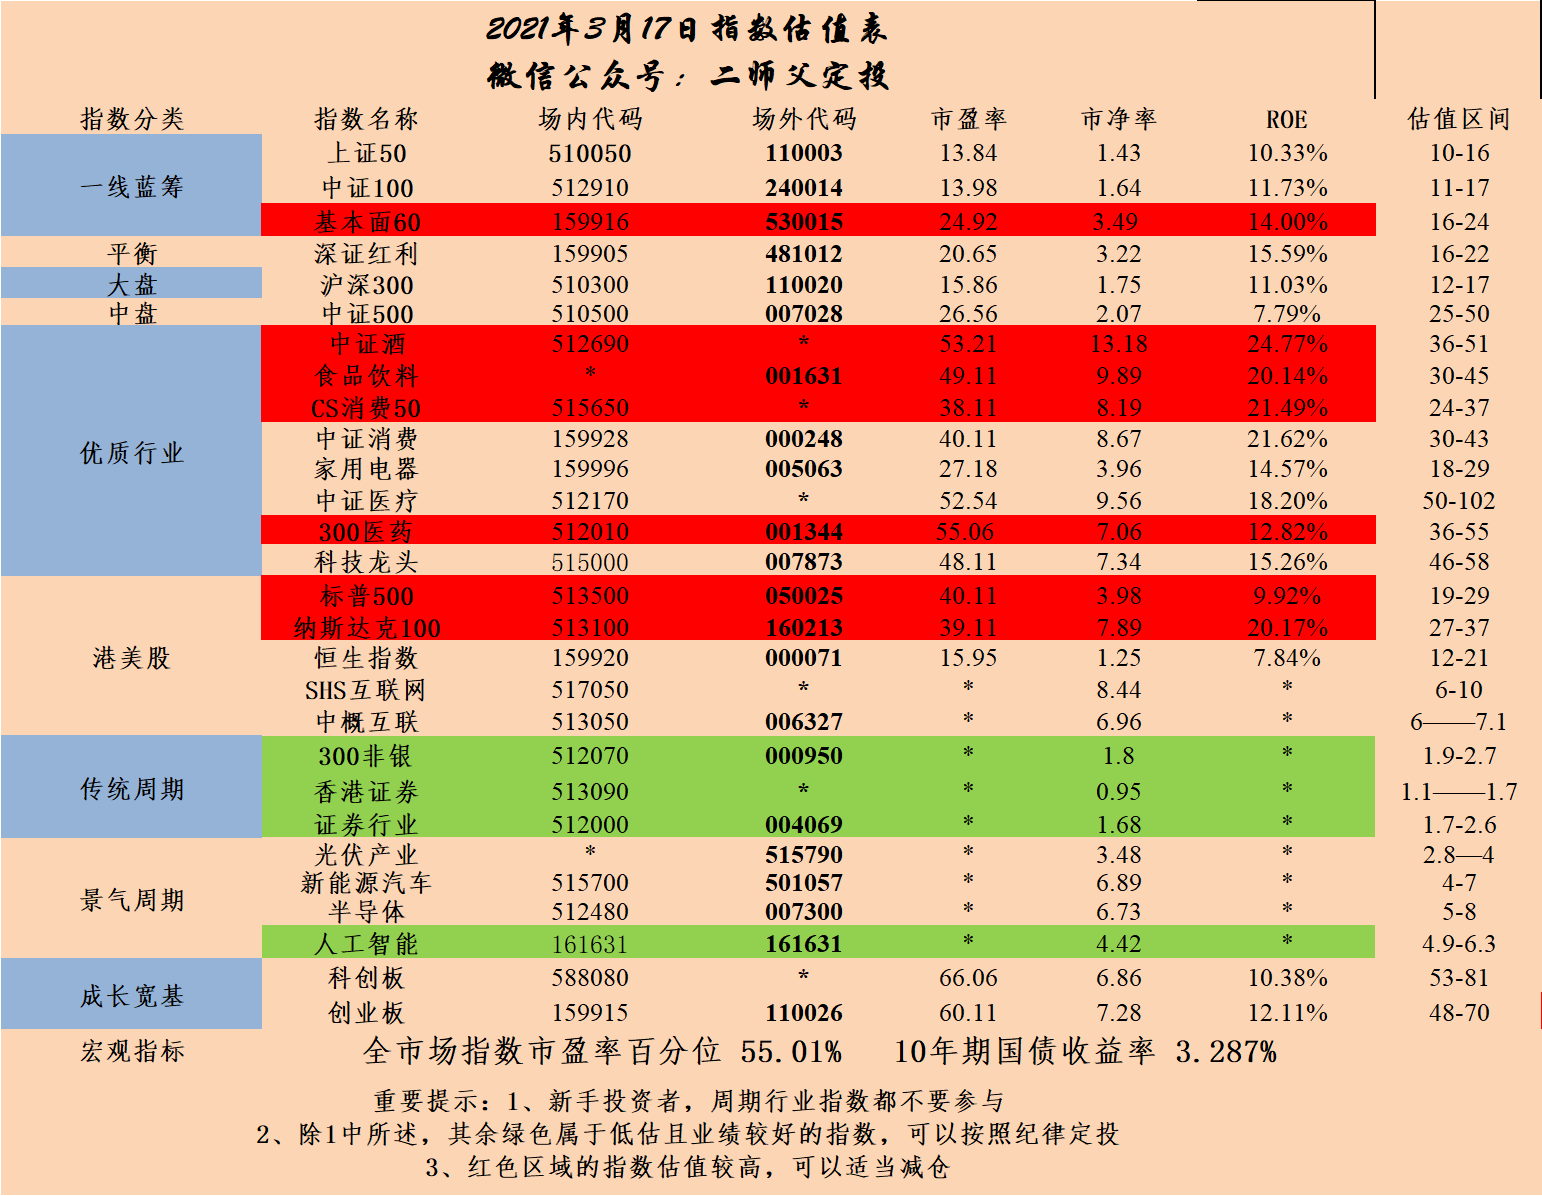 2021年3月17日指数估值表
微信公众号：二师父定投
指数分类 指数名称 场内代码 场外代码 市盈率 市净率 ROE 估值区间
一线蓝筹
上证50 510050 110003 13.84 1.43 10.33% 10-16
中证100 512910 240014 13.98 1.64 11.73% 11-17
基本面60 159916 530015 24.92 3.49 14.00% 16-24
平衡 深证红利 159905 481012 20.65 3.22 15.59% 16-22
大盘 沪深300 510300 110020 15.86 1.75 11.03% 12-17
中盘 中证500 510500 007028 26.56 2.07 7.79% 25-50
优质行业
中证酒 512690 * 53.21 13.18 24.77% 36-51
食品饮料 * 001631 49.11 9.89 20.14% 30-45
CS消费50 515650 * 38.11 8.19 21.49% 24-37
中证消费 159928 000248 40.11 8.67 21.62% 30-43
家用电器 159996 005063 27.18 3.96 14.57% 18-29
中证医疗 512170 * 52.54 9.56 18.20% 50-102
300医药 512010 001344 55.06 7.06 12.82% 36-55
科技龙头 515000 007873 48.11 7.34 15.26% 46-58
港美股
标普500 513500 050025 40.11 3.98 9.92% 19-29
纳斯达克100 513100 160213 39.11 7.89 20.17% 27-37
恒生指数 159920 000071 15.95 1.25 7.84% 12-21
SHS互联网 517050 * * 8.44 * 6-10
中概互联 513050 006327 * 6.96 * 6——7.1
传统周期
300非银 512070 000950 * 1.8 * 1.9-2.7
香港证券 513090 * * 0.95 * 1.1——1.7
证券行业 512000 004069 * 1.68 * 1.7-2.6
景气周期
光伏产业 * 515790 * 3.48 * 2.8—4
新能源汽车 515700 501057 * 6.89 * 4-7
半导体 512480 007300 * 6.73 * 5-8
人工智能 161631 161631 * 4.42 * 4.9-6.3
成长宽基
科创板 588080 * 66.06 6.86 10.38% 53-81
创业板 159915 110026 60.11 7.28 12.11% 48-70
宏观指标 全市场指数市盈率百分位 55.01% 10年期国债收益率 3.287%
重要提示：1、新手投资者，周期行业指数都不要参与
2、除1中所述，其余绿色属于低估且业绩较好的指数，可以按照纪律定投
3、红色区域的指数估值较高，可以适当减仓